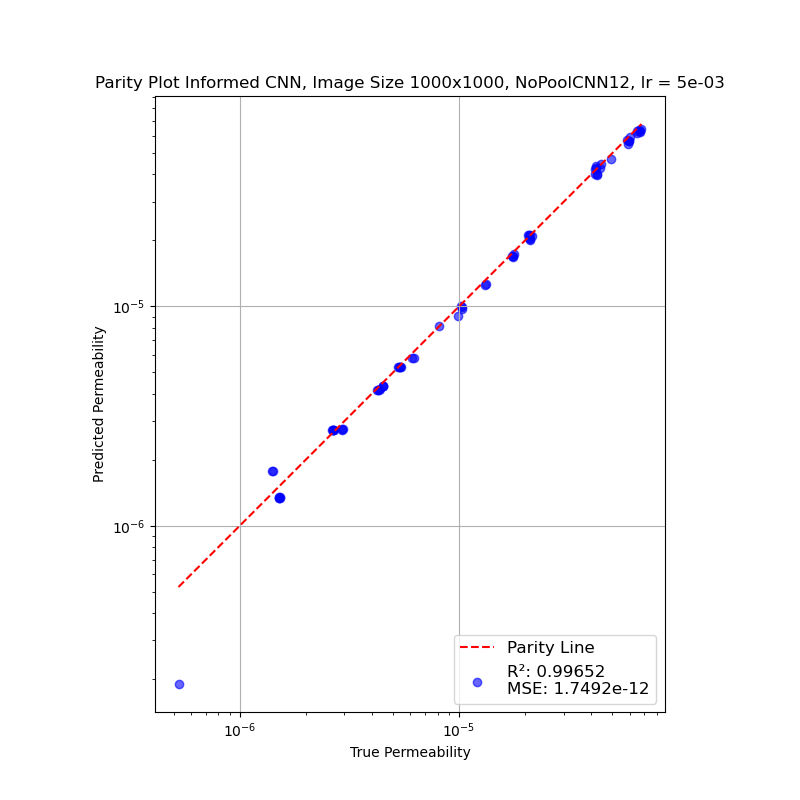 Parity Plot Informed CNN, Image Size 1000x1000, NoPoolCNN12, lr = 5e-03
Predicted Permeability
10⁻⁵
10⁻⁶
10⁻⁶
10⁻⁵
True Permeability
Parity Line
R²: 0.99652
MSE: 1.7492e-12